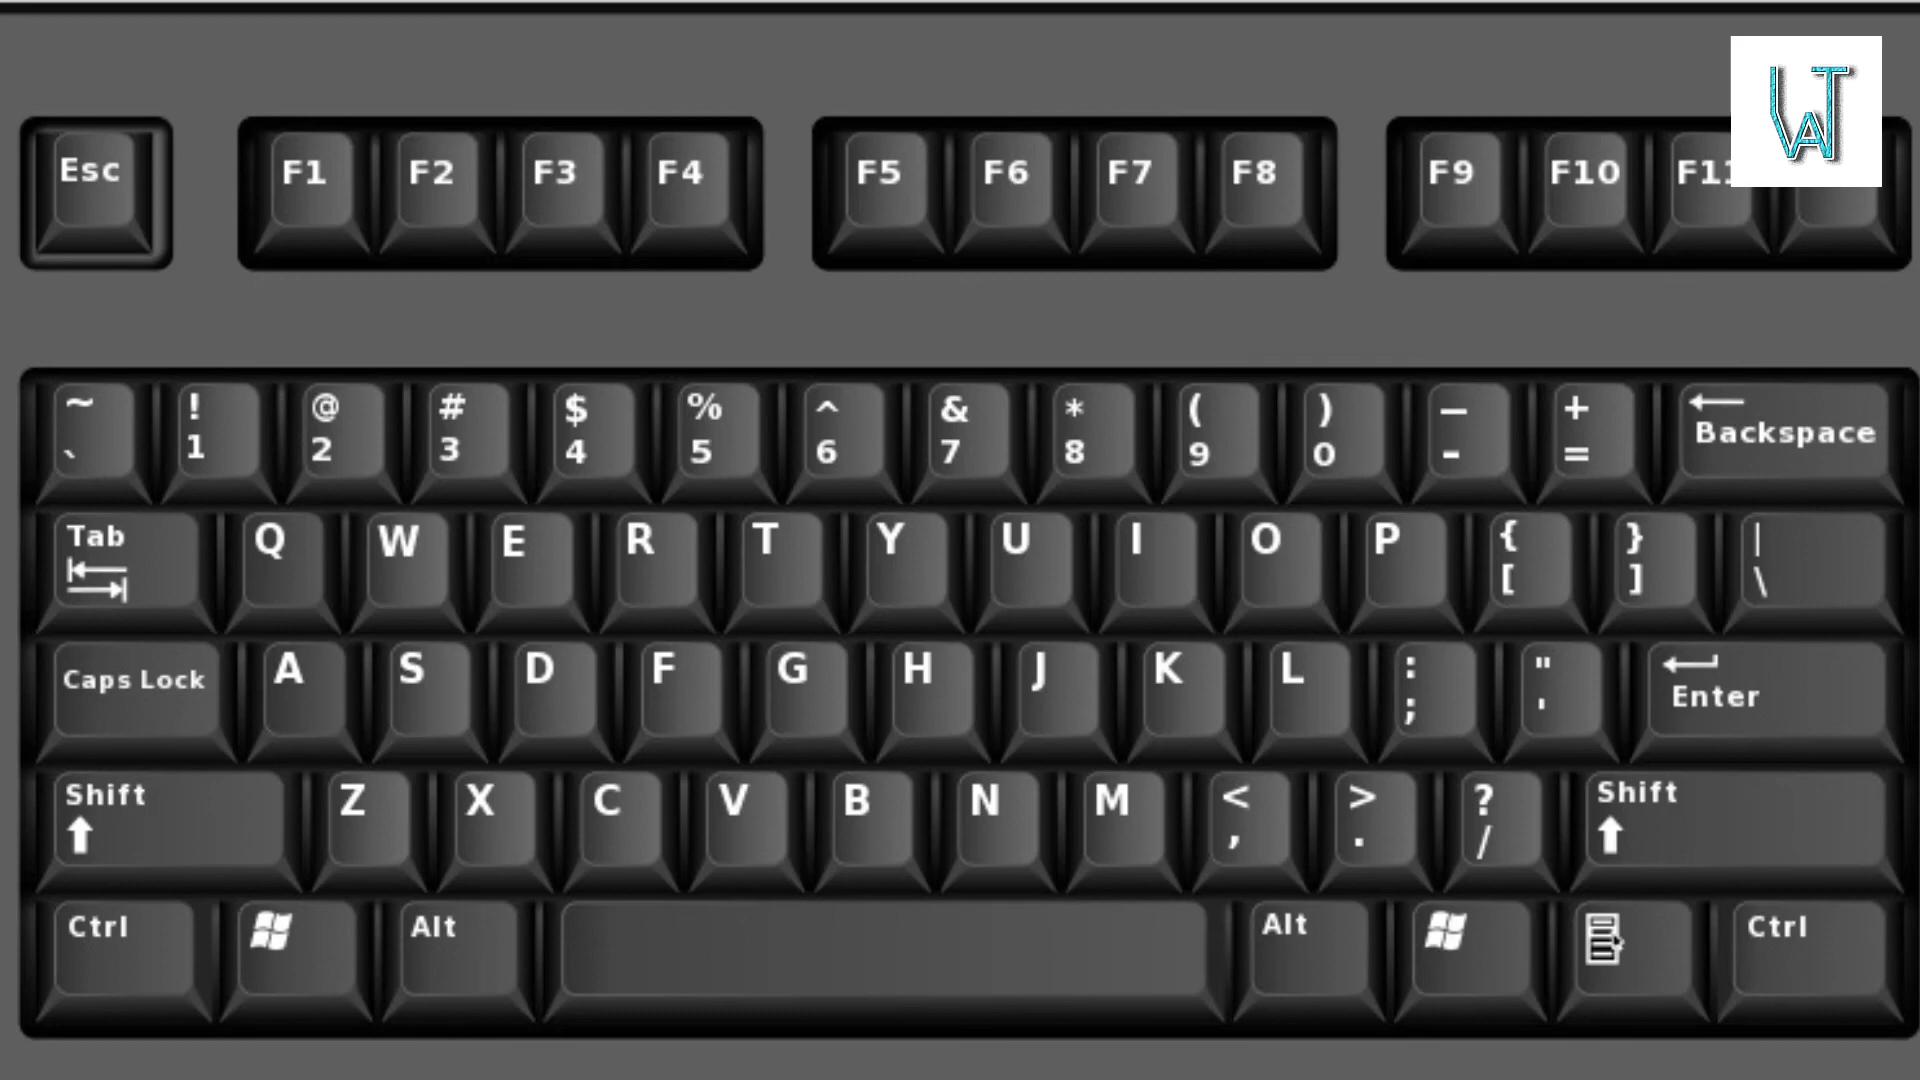 Esc F1 F2 F3 F4 F5 F6 F7 F8 F9 F10 F11
~ ! @ # $ % ^ & * ( ) — + Backspace
` 1 2 3 4 5 6 7 8 9 0 - =
Tab Q W E R T Y U I O P { } |
[ ] \
Caps Lock A S D F G H J K L : " Enter
; '
Shift Z X C V B N M < > ? Shift
, . /
Ctrl Alt Alt Ctrl